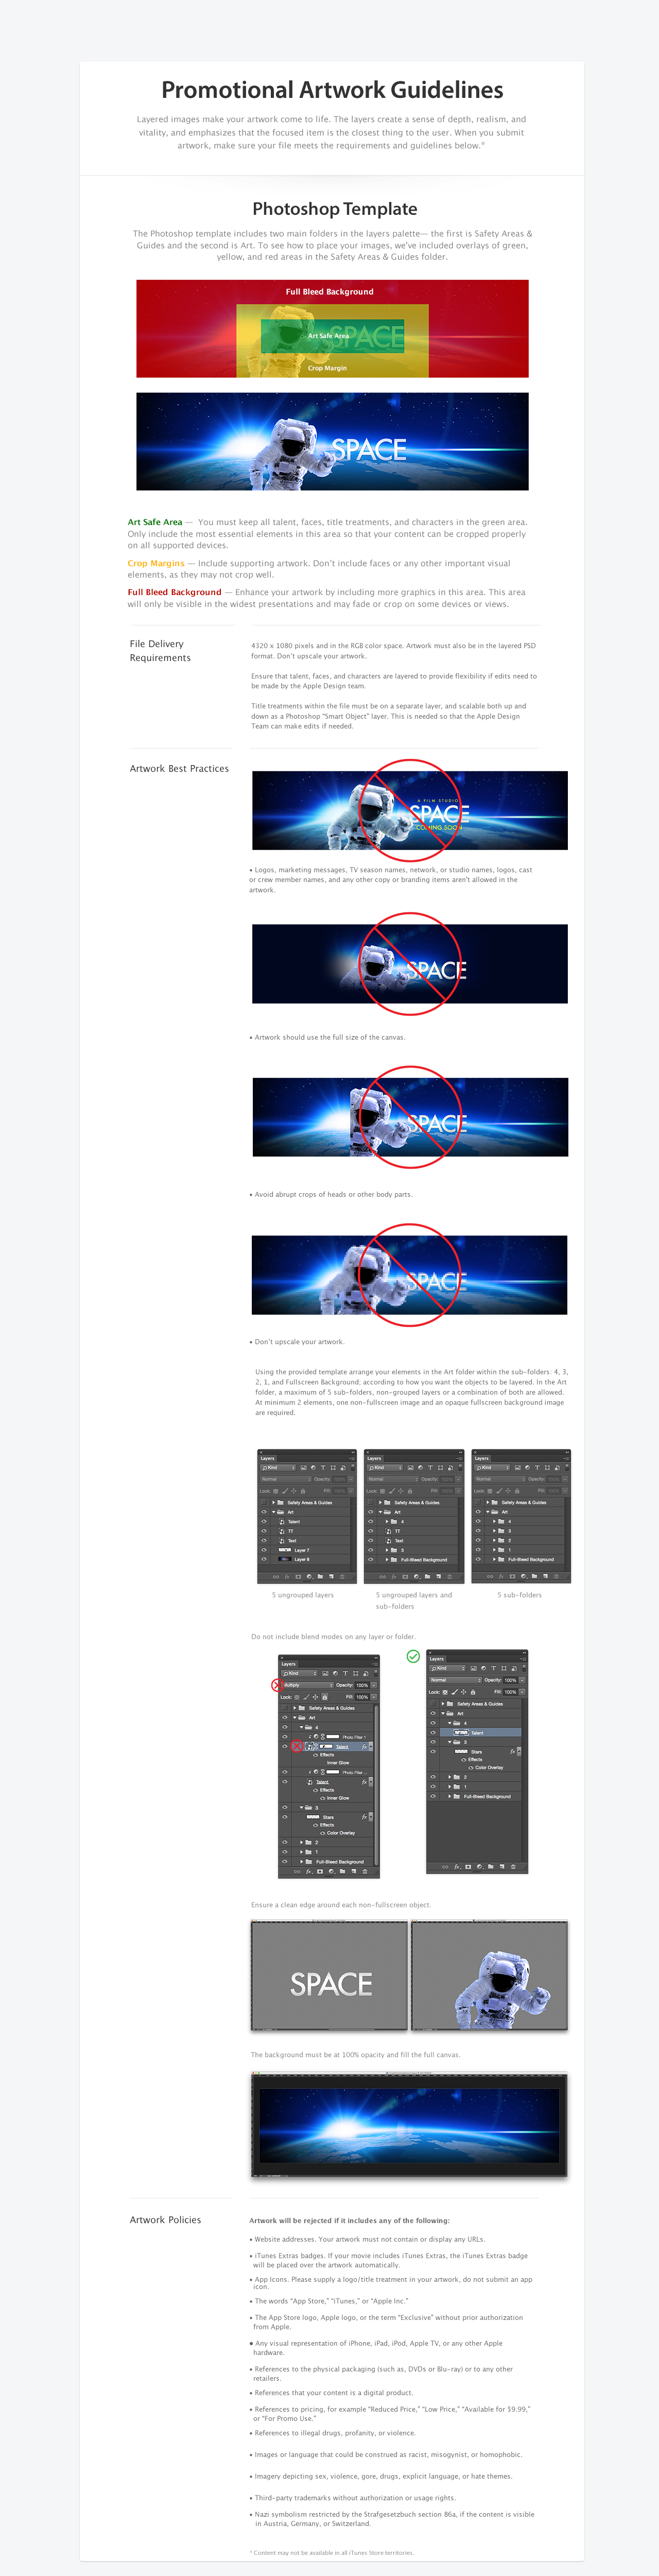 Promotional Artwork Guidelines
Layered images make your artwork come to life. The layers create a sense of depth, realism, and
vitality, and emphasizes that the focused item is the closest thing to the user. When you submit
artwork, make sure your file meets the requirements and guidelines below.*
Photoshop Template
The Photoshop template includes two main folders in the layers palette— the first is Safety Areas &
Guides and the second is Art. To see how to place your images, we've included overlays of green,
yellow, and red areas in the Safety Areas & Guides folder.
Full Bleed Background
SPACE
Art Safe Area
Crop Margin
SPACE
Art Safe Area — You must keep all talent, faces, title treatments, and characters in the green area.
Only include the most essential elements in this area so that your content can be cropped properly
on all supported devices.
Crop Margins — Include supporting artwork. Don't include faces or any other important visual
elements, as they may not crop well.
Full Bleed Background — Enhance your artwork by including more graphics in this area. This area
will only be visible in the widest presentations and may fade or crop on some devices or views.
File Delivery
Requirements
4320 x 1080 pixels and in the RGB color space. Artwork must also be in the layered PSD
format. Don't upscale your artwork.
Ensure that talent, faces, and characters are layered to provide flexibility if edits need to
be made by the Apple Design team.
Title treatments within the file must be on a separate layer, and scalable both up and
down as a Photoshop "Smart Object" layer. This is needed so that the Apple Design
Team can make edits if needed.
Artwork Best Practices
A FILM STUDIO
SPACE
COMING SOON
• Logos, marketing messages, TV season names, network, or studio names, logos, cast
or crew member names, and any other copy or branding items aren't allowed in the
artwork.
SPACE
• Artwork should use the full size of the canvas.
SPACE
• Avoid abrupt crops of heads or other body parts.
SPACE
• Don't upscale your artwork.
Using the provided template arrange your elements in the Art folder within the sub-folders: 4, 3,
2, 1, and Fullscreen Background; according to how you want the objects to be layered. In the Art
folder, a maximum of 5 sub-folders, non-grouped layers or a combination of both are allowed.
At minimum 2 elements, one non-fullscreen image and an opaque fullscreen background image
are required.
Layers
Kind
Normal Opacity: 100%
Lock: Fill: 100%
Safety Areas & Guides
Art
Talent
TT
Text
Layer 7
Layer 8
5 ungrouped layers
Layers
Kind
Normal Opacity: 100%
Lock: Fill: 100%
Safety Areas & Guides
Art
4
TT
Text
3
Full-Bleed Background
5 ungrouped layers and
sub-folders
Layers
Kind
Normal Opacity: 100%
Lock: Fill: 100%
Safety Areas & Guides
Art
4
3
2
1
Full-Bleed Background
5 sub-folders
Do not include blend modes on any layer or folder.
Layers
Kind
Multiply Opacity: 100%
Lock: Fill: 100%
Safety Areas & Guides
Art
4
Photo Filter 1
Talent fx
Effects
Inner Glow
Photo Filter ...
Talent fx
Effects
Inner Glow
3
Stars fx
Effects
Color Overlay
2
1
Full-Bleed Background
Layers
Kind
Normal Opacity: 100%
Lock: Fill: 100%
Safety Areas & Guides
Art
4
Talent
3
Stars fx
Effects
Color Overlay
2
1
Full-Bleed Background
Ensure a clean edge around each non-fullscreen object.
SPACE
The background must be at 100% opacity and fill the full canvas.
Artwork Policies
Artwork will be rejected if it includes any of the following:
• Website addresses. Your artwork must not contain or display any URLs.
• iTunes Extras badges. If your movie includes iTunes Extras, the iTunes Extras badge
will be placed over the artwork automatically.
• App Icons. Please supply a logo/title treatment in your artwork, do not submit an app
icon.
• The words "App Store," "iTunes," or "Apple Inc."
• The App Store logo, Apple logo, or the term "Exclusive" without prior authorization
from Apple.
• Any visual representation of iPhone, iPad, iPod, Apple TV, or any other Apple
hardware.
• References to the physical packaging (such as, DVDs or Blu-ray) or to any other
retailers.
• References that your content is a digital product.
• References to pricing, for example "Reduced Price," "Low Price," "Available for $9.99,"
or "For Promo Use."
• References to illegal drugs, profanity, or violence.
• Images or language that could be construed as racist, misogynist, or homophobic.
• Imagery depicting sex, violence, gore, drugs, explicit language, or hate themes.
• Third-party trademarks without authorization or usage rights.
• Nazi symbolism restricted by the Strafgesetzbuch section 86a, if the content is visible
in Austria, Germany, or Switzerland.
* Content may not be available in all iTunes Store territories.